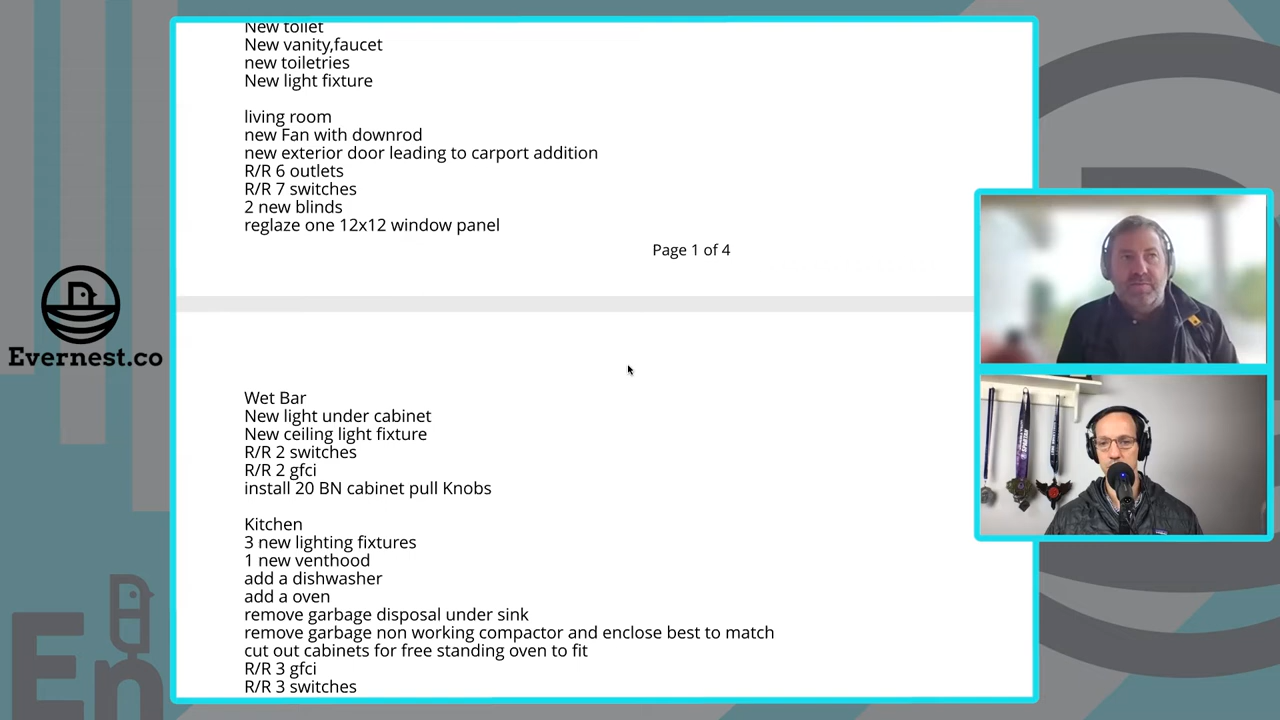 New toilet
New vanity,faucet
new toiletries
New light fixture
living room
new Fan with downrod
new exterior door leading to carport addition
R/R 6 outlets
R/R 7 switches
2 new blinds
reglaze one 12x12 window panel
Page 1 of 4
Wet Bar
New light under cabinet
New ceiling light fixture
R/R 2 switches
R/R 2 gfci
install 20 BN cabinet pull Knobs
Kitchen
3 new lighting fixtures
1 new venthood
add a dishwasher
add a oven
remove garbage disposal under sink
remove garbage non working compactor and enclose best to match
cut out cabinets for free standing oven to fit
R/R 3 gfci
R/R 3 switches
Evernest.co
En